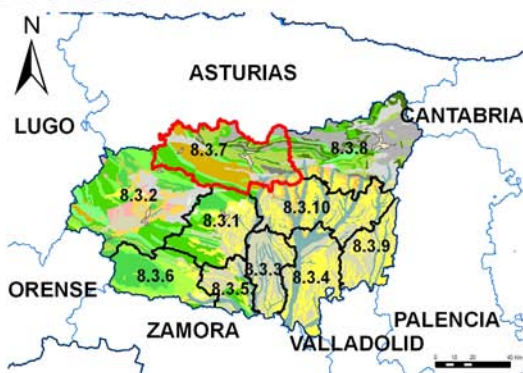 N
ASTURIAS
CANTABRIA
LUGO
8.3.7
8.3.8
8.3.2
8.3.1
8.3.10
8.3.9
8.3.6
8.3.3
8.3.4
8.3.5
ORENSE
ZAMORA
VALLADOLID
PALENCIA